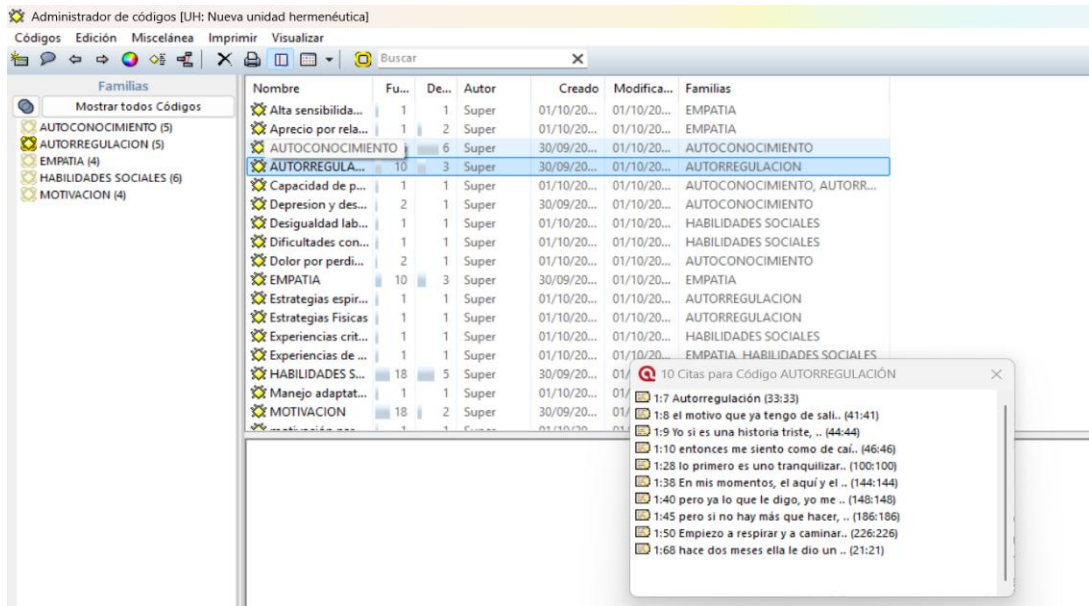 Administrador de códigos [UH: Nueva unidad hermenéutica]
Códigos Edición Miscelánea Imprimir Visualizar
Buscar
Familias
Mostrar todos Códigos
AUTOCONOCIMIENTO (5)
AUTORREGULACION (5)
EMPATIA (4)
HABILIDADES SOCIALES (6)
MOTIVACION (4)
Nombre Fu... De... Autor Creado Modifica... Familias
Alta sensibilida... 1 1 Super 01/10/20... 01/10/20... EMPATIA
Aprecio por rela... 1 2 Super 01/10/20... 01/10/20... EMPATIA
AUTOCONOCIMIENTO 6 Super 30/09/20... 01/10/20... AUTOCONOCIMIENTO
AUTORREGULA... 10 3 Super 30/09/20... 01/10/20... AUTORREGULACION
Capacidad de p... 1 1 Super 01/10/20... 01/10/20... AUTOCONOCIMIENTO, AUTORR...
Depresion y des... 2 1 Super 30/09/20... 01/10/20... AUTOCONOCIMIENTO
Desigualdad lab... 1 1 Super 01/10/20... 01/10/20... HABILIDADES SOCIALES
Dificultades con... 1 1 Super 01/10/20... 01/10/20... HABILIDADES SOCIALES
Dolor por perdi... 2 1 Super 01/10/20... 01/10/20... AUTOCONOCIMIENTO
EMPATIA 10 3 Super 30/09/20... 01/10/20... EMPATIA
Estrategias espir... 1 1 Super 01/10/20... 01/10/20... AUTORREGULACION
Estrategias Fisicas 1 1 Super 01/10/20... 01/10/20... AUTORREGULACION
Experiencias crit... 1 1 Super 01/10/20... 01/10/20... HABILIDADES SOCIALES
Experiencias de ... 1 1 Super 01/10/20... 01/10/20... EMPATIA, HABILIDADES SOCIALES
HABILIDADES S... 18 5 Super 30/09/20... 01/
Manejo adaptat... 1 1 Super 01/10/20... 01/
MOTIVACION 18 2 Super 30/09/20... 01/
10 Citas para Código AUTORREGULACIÓN
1:7 Autorregulación (33:33)
1:8 el motivo que ya tengo de sali.. (41:41)
1:9 Yo si es una historia triste, .. (44:44)
1:10 entonces me siento como de caí.. (46:46)
1:28 lo primero es uno tranquilizar.. (100:100)
1:38 En mis momentos, el aquí y el .. (144:144)
1:40 pero ya lo que le digo, yo me .. (148:148)
1:45 pero si no hay más que hacer, .. (186:186)
1:50 Empiezo a respirar y a caminar.. (226:226)
1:68 hace dos meses ella le dio un .. (21:21)